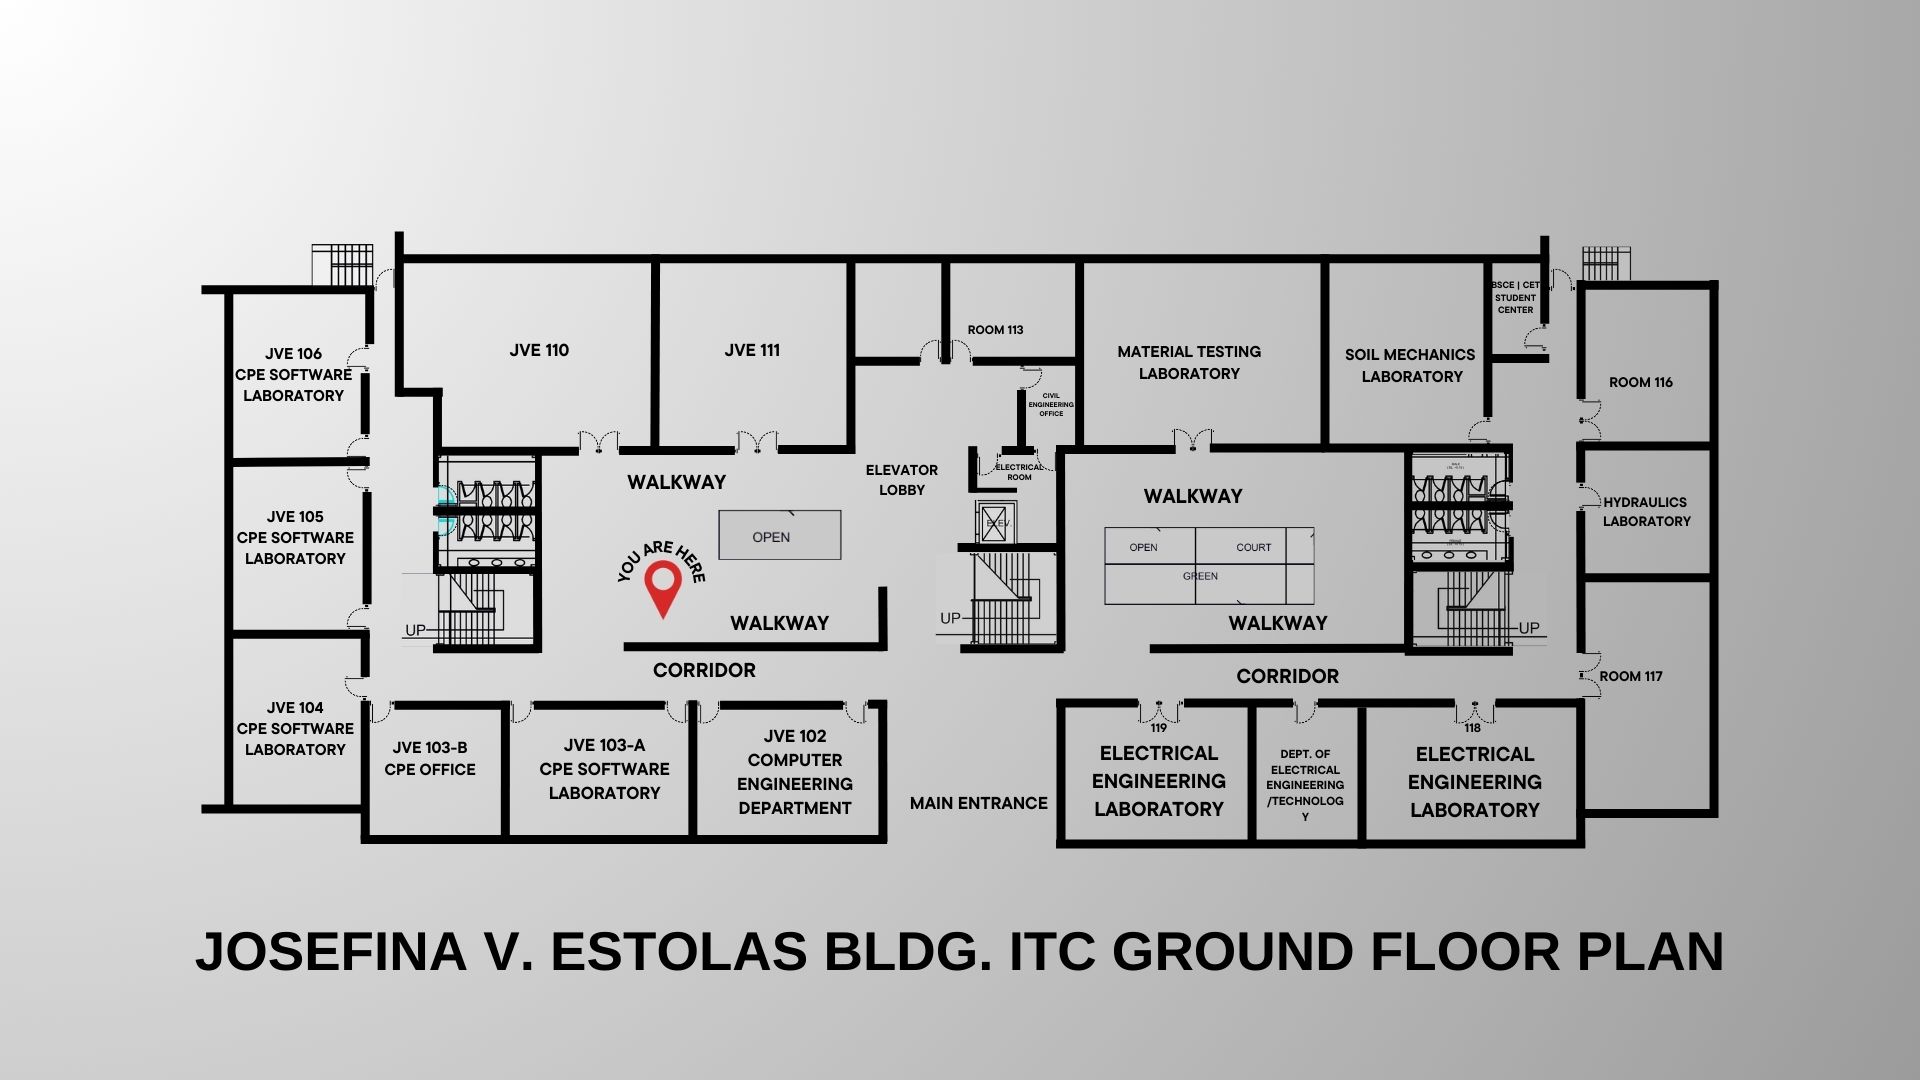 BSCE | CET
STUDENT
CENTER
ROOM 113
JVE 106
CPE SOFTWARE
LABORATORY
JVE 110
JVE 111
MATERIAL TESTING
LABORATORY
SOIL MECHANICS
LABORATORY
ROOM 116
CIVIL
ENGINEERING
OFFICE
ELEVATOR
LOBBY
ELECTRICAL
ROOM
WALKWAY
WALKWAY
HYDRAULICS
LABORATORY
JVE 105
CPE SOFTWARE
LABORATORY
OPEN
ELEV.
YOU ARE HERE
OPEN
COURT
GREEN
UP
WALKWAY
UP
WALKWAY
UP
CORRIDOR
CORRIDOR
ROOM 117
JVE 104
CPE SOFTWARE
LABORATORY
JVE 103-B
CPE OFFICE
JVE 103-A
CPE SOFTWARE
LABORATORY
JVE 102
COMPUTER
ENGINEERING
DEPARTMENT
MAIN ENTRANCE
119
ELECTRICAL
ENGINEERING
LABORATORY
DEPT. OF
ELECTRICAL
ENGINEERING
/TECHNOLOG
Y
118
ELECTRICAL
ENGINEERING
LABORATORY
JOSEFINA V. ESTOLAS BLDG. ITC GROUND FLOOR PLAN